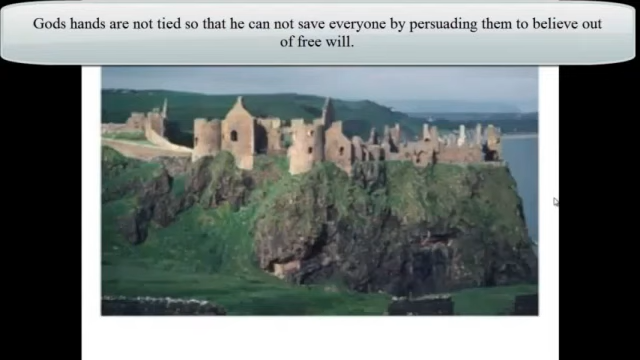 Gods hands are not tied so that he can not save everyone by persuading them to believe out
of free will.